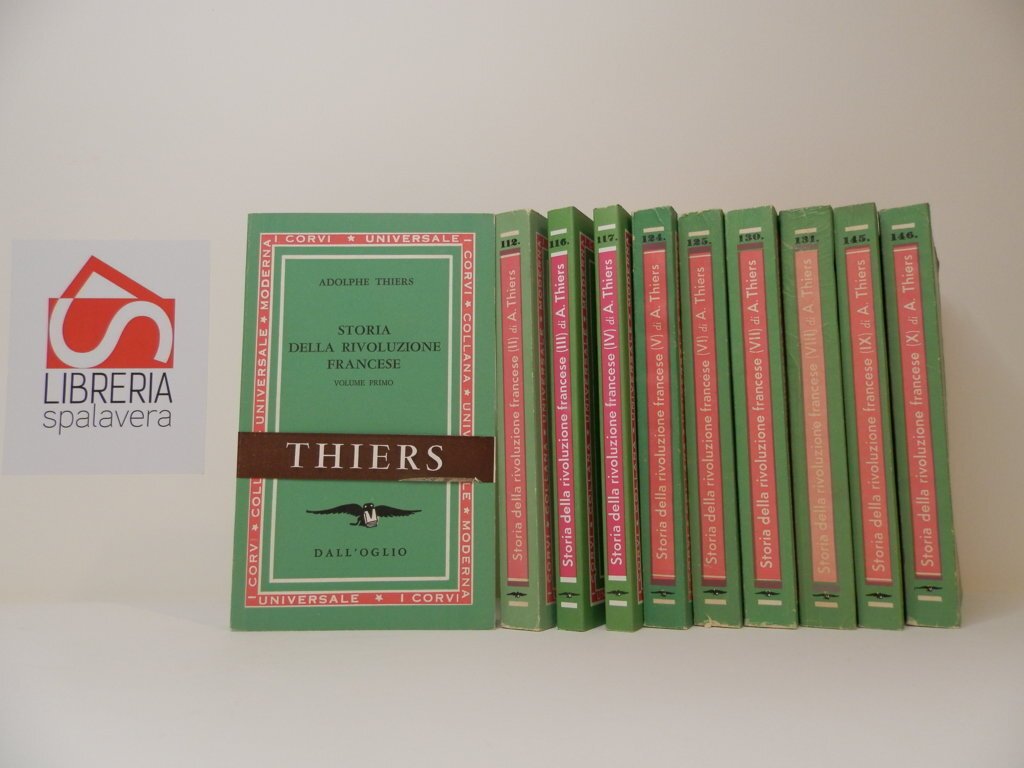 LIBRERIA
spalavera
I CORVI ★ UNIVERSALE
I CORVI ★ COLLANA ★ UNIVERSALE ★ MODERNA
UNIVERSALE ★ I CORVI
I CORVI ★ COLLANA ★ UNIVERSALE ★ MODERNA
ADOLPHE THIERS
STORIA
DELLA RIVOLUZIONE
FRANCESE
VOLUME PRIMO
THIERS
DALL'OGLIO
112.
Storia della rivoluzione francese (II) di A. Thiers
116.
Storia della rivoluzione francese (III) di A. Thiers
117.
Storia della rivoluzione francese (IV) di A. Thiers
124.
Storia della rivoluzione francese (V) di A. Thiers
125.
Storia della rivoluzione francese (VI) di A. Thiers
130.
Storia della rivoluzione francese (VII) di A. Thiers
131.
Storia della rivoluzione francese (VIII) di A. Thiers
145.
Storia della rivoluzione francese (IX) di A. Thiers
146.
Storia della rivoluzione francese (X) di A. Thiers